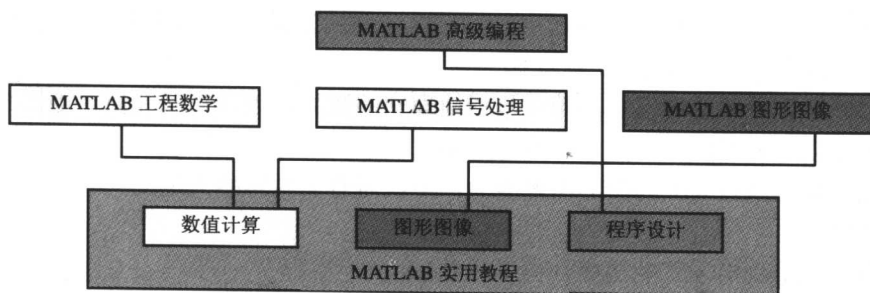 MATLAB 高级编程
MATLAB 工程数学
MATLAB 信号处理
MATLAB 图形图像
数值计算
图形图像
程序设计
MATLAB 实用教程